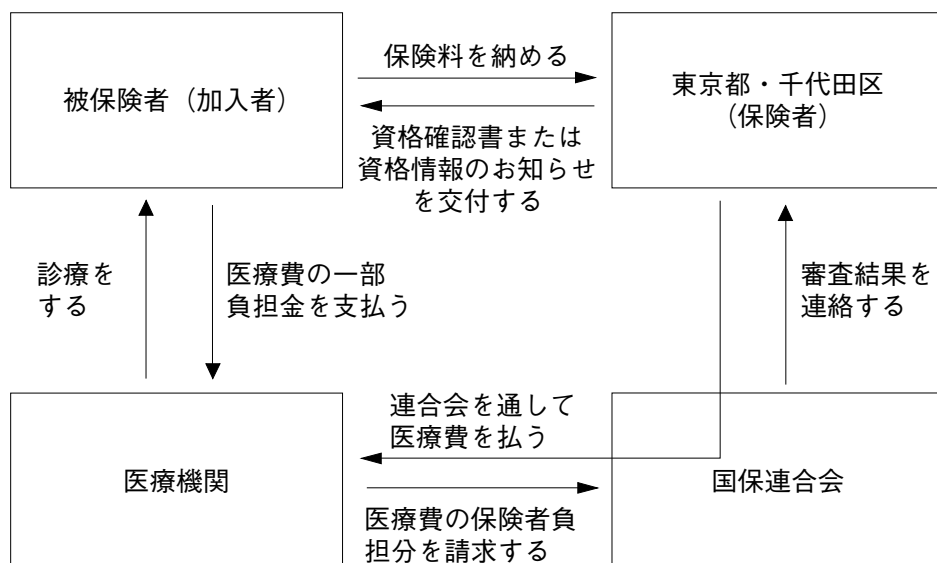 被保険者（加入者）
保険料を納める
東京都・千代田区
（保険者）
資格確認書または
資格情報のお知らせ
を交付する
診療を
する
医療費の一部
負担金を支払う
審査結果を
連絡する
連合会を通して
医療費を払う
医療機関
国保連合会
医療費の保険者負
担分を請求する